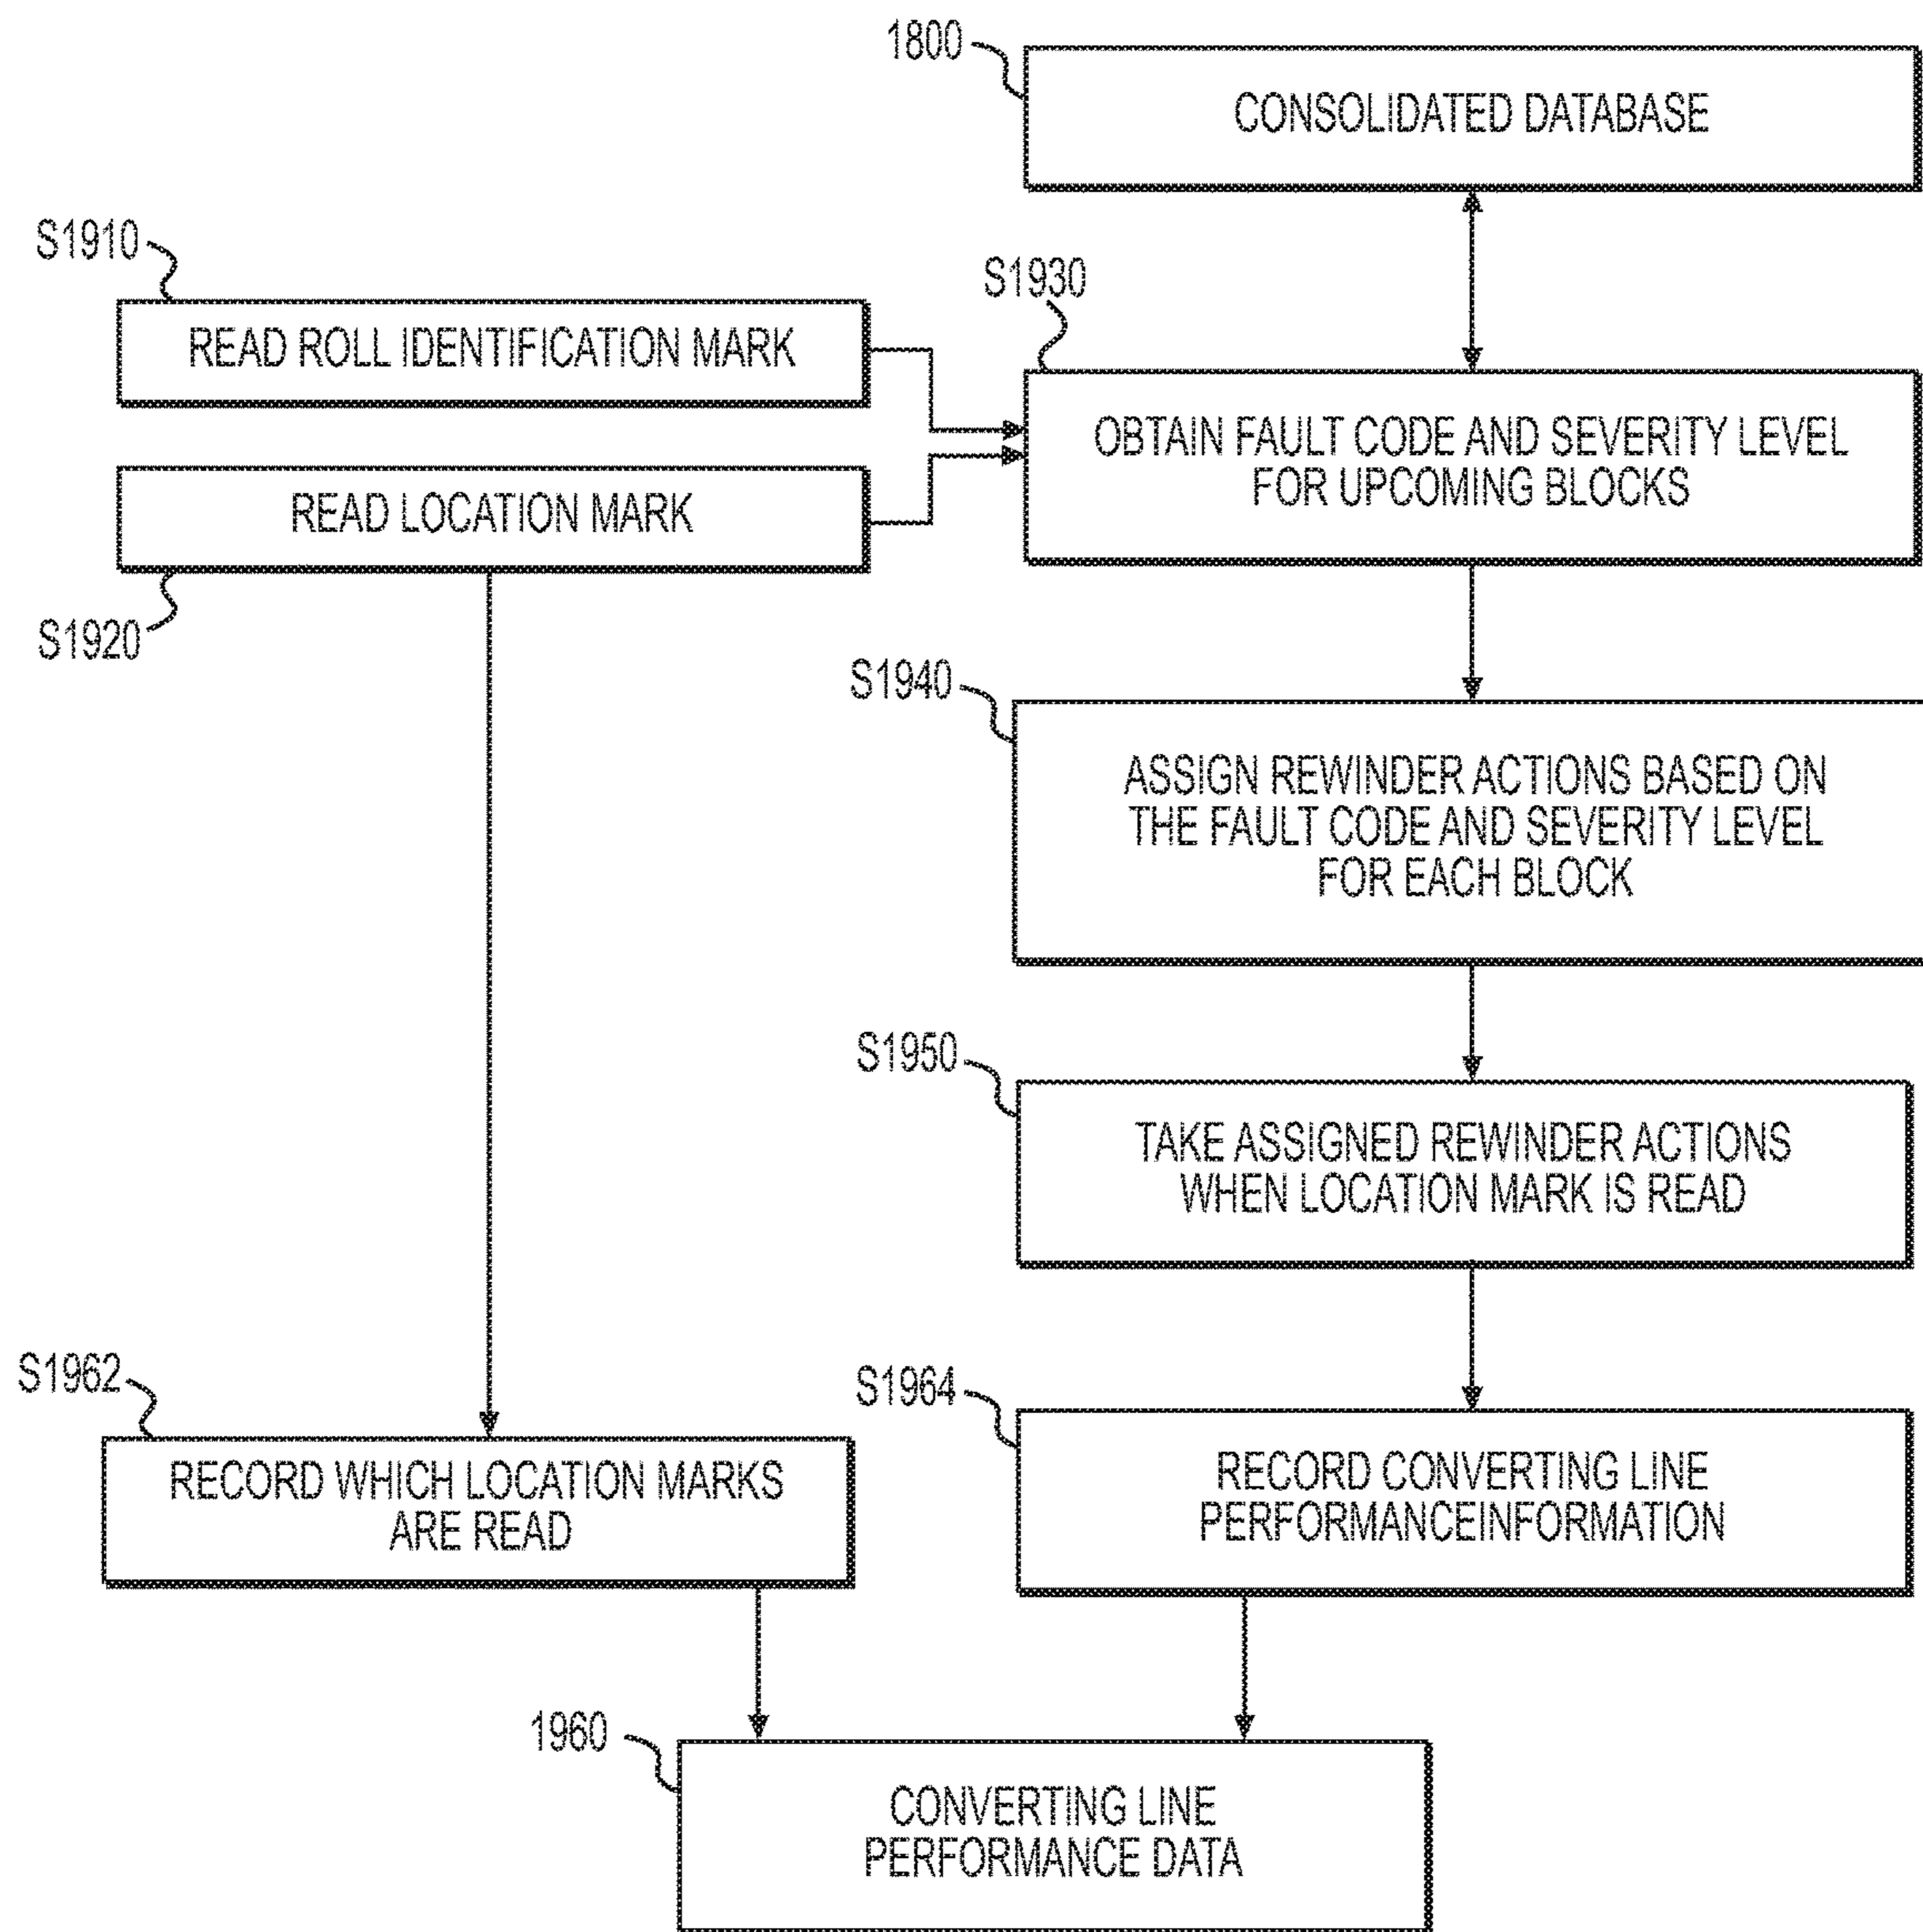 1800
CONSOLIDATED DATABASE
S1910
S1930
READ ROLL IDENTIFICATION MARK
OBTAIN FAULT CODE AND SEVERITY LEVEL
FOR UPCOMING BLOCKS
READ LOCATION MARK
S1920
S1940
ASSIGN REWINDER ACTIONS BASED ON
THE FAULT CODE AND SEVERITY LEVEL
FOR EACH BLOCK
S1950
TAKE ASSIGNED REWINDER ACTIONS
WHEN LOCATION MARK IS READ
S1962
S1964
RECORD WHICH LOCATION MARKS
ARE READ
RECORD CONVERTING LINE
PERFORMANCEINFORMATION
1960
CONVERTING LINE
PERFORMANCE DATA